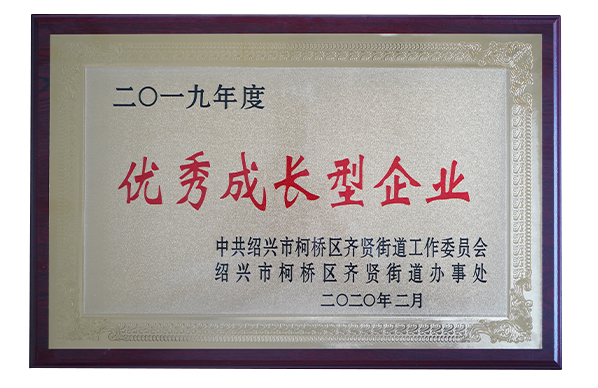 二〇一九年度
优秀成长型企业
中共绍兴市柯桥区齐贤街道工作委员会
绍兴市柯桥区齐贤街道办事处
二〇二〇年二月